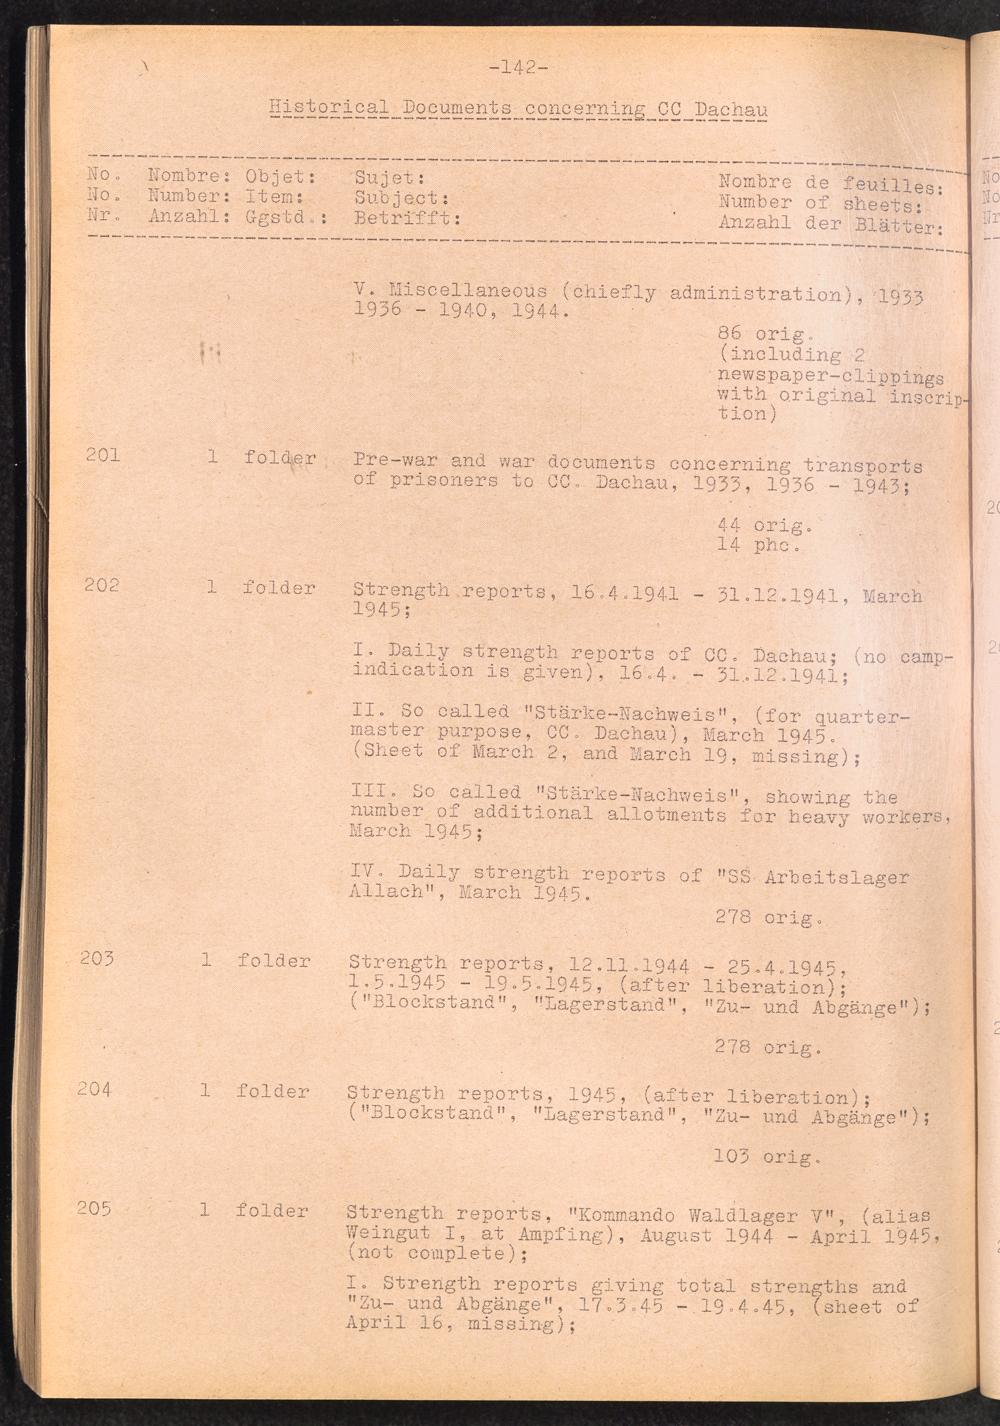 -142-
Historical Documents concerning CC Dachau
No. Nombre: Objet: Sujet: Nombre de feuilles:
No. Number: Item: Subject: Number of sheets:
Nr. Anzahl: Ggstd.: Betrifft: Anzahl der Blätter:
V. Miscellaneous (chiefly administration), 1933
1936 - 1940, 1944.
86 orig.
(including 2
newspaper-clippings
with original inscrip-
tion)
201 1 folder Pre-war and war documents concerning transports
of prisoners to CC. Dachau, 1933, 1936 - 1943;
44 orig.
14 phc.
202 1 folder Strength reports, 16.4.1941 - 31.12.1941, March
1945;
I. Daily strength reports of CC. Dachau; (no camp-
indication is given), 16.4. - 31.12.1941;
II. So called "Stärke-Nachweis", (for quarter-
master purpose, CC. Dachau), March 1945.
(Sheet of March 2, and March 19, missing);
III. So called "Stärke-Nachweis", showing the
number of additional allotments for heavy workers,
March 1945;
IV. Daily strength reports of "SS Arbeitslager
Allach", March 1945.
278 orig.
203 1 folder Strength reports, 12.11.1944 - 25.4.1945,
1.5.1945 - 19.5.1945, (after liberation);
("Blockstand", "Lagerstand", "Zu- und Abgänge");
278 orig.
204 1 folder Strength reports, 1945, (after liberation);
("Blockstand", "Lagerstand", "Zu- und Abgänge");
103 orig.
205 1 folder Strength reports, "Kommando Waldlager V", (alias
Weingut I, at Ampfing), August 1944 - April 1945,
(not complete);
I. Strength reports giving total strengths and
"Zu- und Abgänge", 17.3.45 - 19.4.45, (sheet of
April 16, missing);